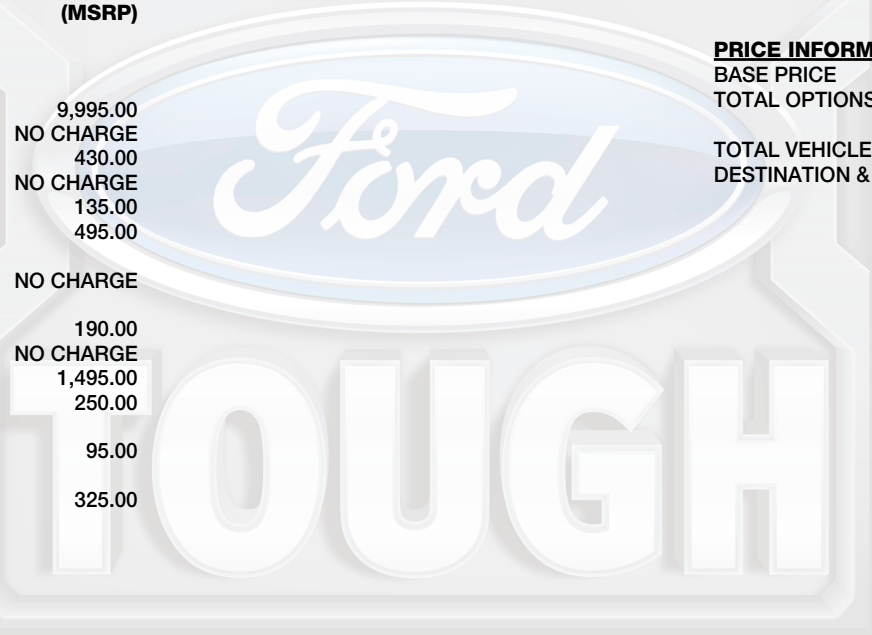 (MSRP)
9,995.00
NO CHARGE
430.00
NO CHARGE
135.00
495.00
NO CHARGE
190.00
NO CHARGE
1,495.00
250.00
95.00
325.00
Ford
TOUGH
PRICE INFORM
BASE PRICE
TOTAL OPTIONS
TOTAL VEHICLE
DESTINATION &